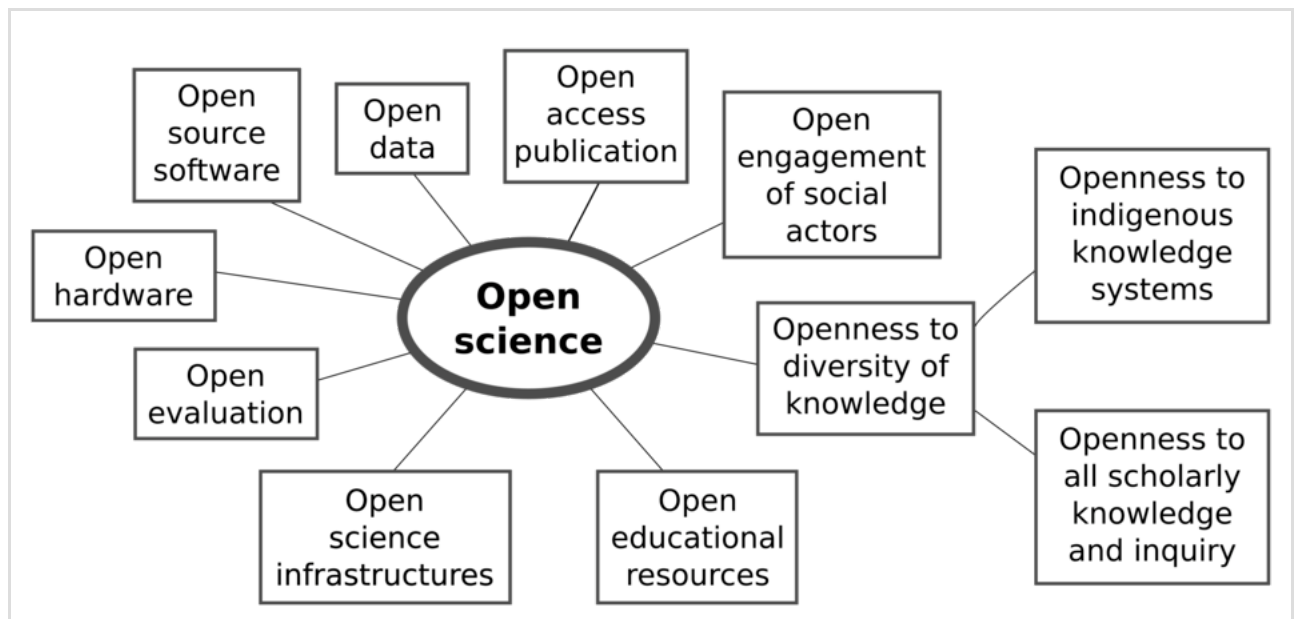 Open
source
software
Open
data
Open
access
publication
Open
engagement
of social
actors
Openness to
indigenous
knowledge
systems
Open
hardware
Open
science
Openness to
diversity of
knowledge
Open
evaluation
Openness to
all scholarly
knowledge
and inquiry
Open
science
infrastructures
Open
educational
resources